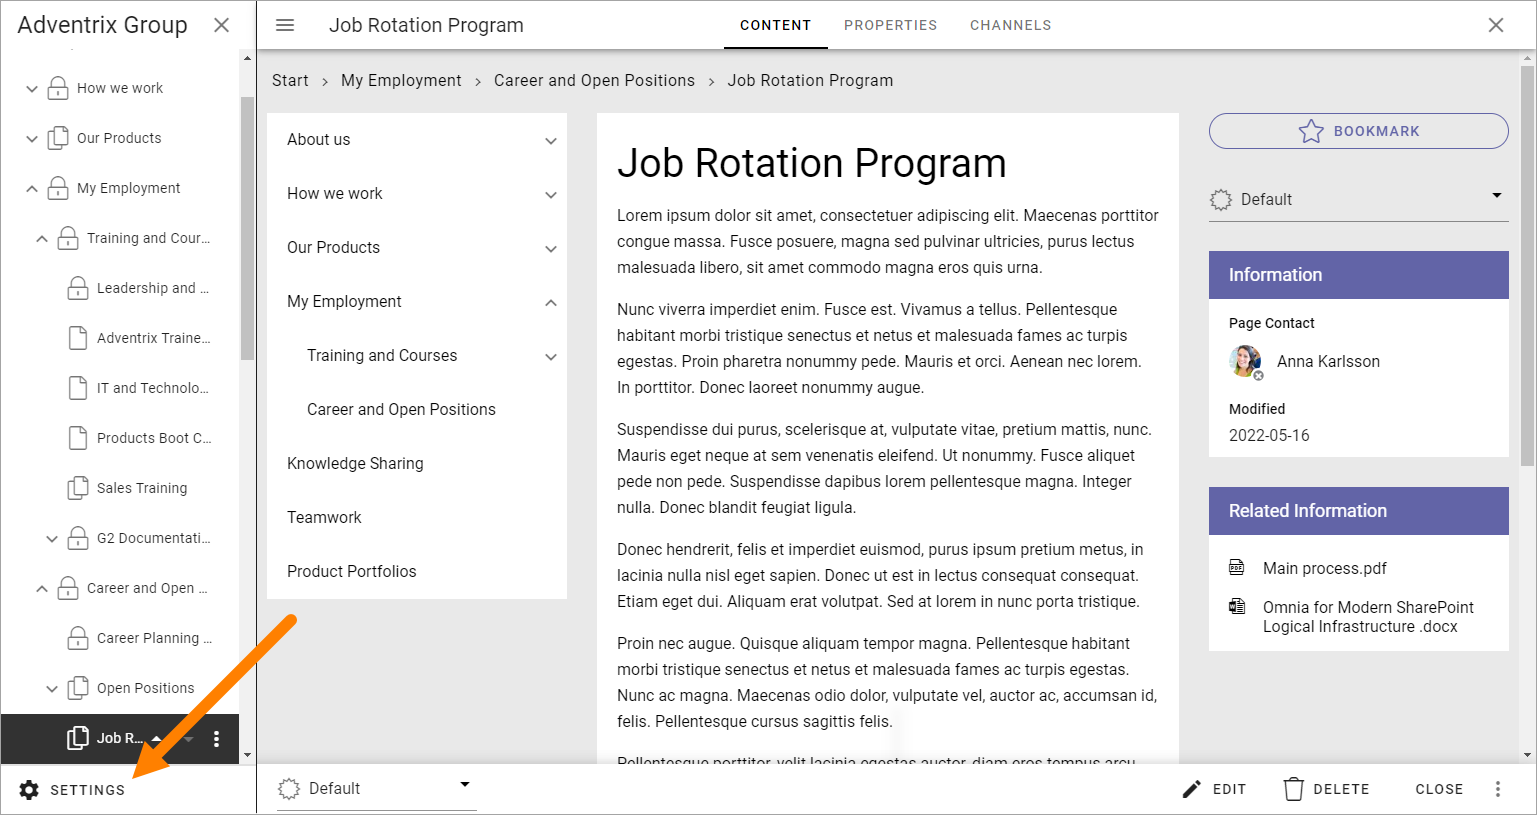 Adventrix Group
How we work
Our Products
My Employment
Training and Cour...
Leadership and ...
Adventrix Traine...
IT and Technolo...
Products Boot C...
Sales Training
G2 Documentati...
Career and Open ...
Career Planning ...
Open Positions
Job R...
SETTINGS
Job Rotation Program
CONTENT PROPERTIES CHANNELS
Start > My Employment > Career and Open Positions > Job Rotation Program
About us
How we work
Our Products
My Employment
Training and Courses
Career and Open Positions
Knowledge Sharing
Teamwork
Product Portfolios
Job Rotation Program
Lorem ipsum dolor sit amet, consectetuer adipiscing elit. Maecenas porttitor
congue massa. Fusce posuere, magna sed pulvinar ultricies, purus lectus
malesuada libero, sit amet commodo magna eros quis urna.
Nunc viverra imperdiet enim. Fusce est. Vivamus a tellus. Pellentesque
habitant morbi tristique senectus et netus et malesuada fames ac turpis
egestas. Proin pharetra nonummy pede. Mauris et orci. Aenean nec lorem.
In porttitor. Donec laoreet nonummy augue.
Suspendisse dui purus, scelerisque at, vulputate vitae, pretium mattis, nunc.
Mauris eget neque at sem venenatis eleifend. Ut nonummy. Fusce aliquet
pede non pede. Suspendisse dapibus lorem pellentesque magna. Integer
nulla. Donec blandit feugiat ligula.
Donec hendrerit, felis et imperdiet euismod, purus ipsum pretium metus, in
lacinia nulla nisl eget sapien. Donec ut est in lectus consequat consequat.
Etiam eget dui. Aliquam erat volutpat. Sed at lorem in nunc porta tristique.
Proin nec augue. Quisque aliquam tempor magna. Pellentesque habitant
morbi tristique senectus et netus et malesuada fames ac turpis egestas.
Nunc ac magna. Maecenas odio dolor, vulputate vel, auctor ac, accumsan id,
felis. Pellentesque cursus sagittis felis.
Pellentesque porttitor, velit lacinia egestas auctor, diam eros tempus arcu
BOOKMARK
Default
Information
Page Contact
Anna Karlsson
Modified
2022-05-16
Related Information
PDF
Main process.pdf
Omnia for Modern SharePoint
Logical Infrastructure .docx
Default
EDIT DELETE CLOSE